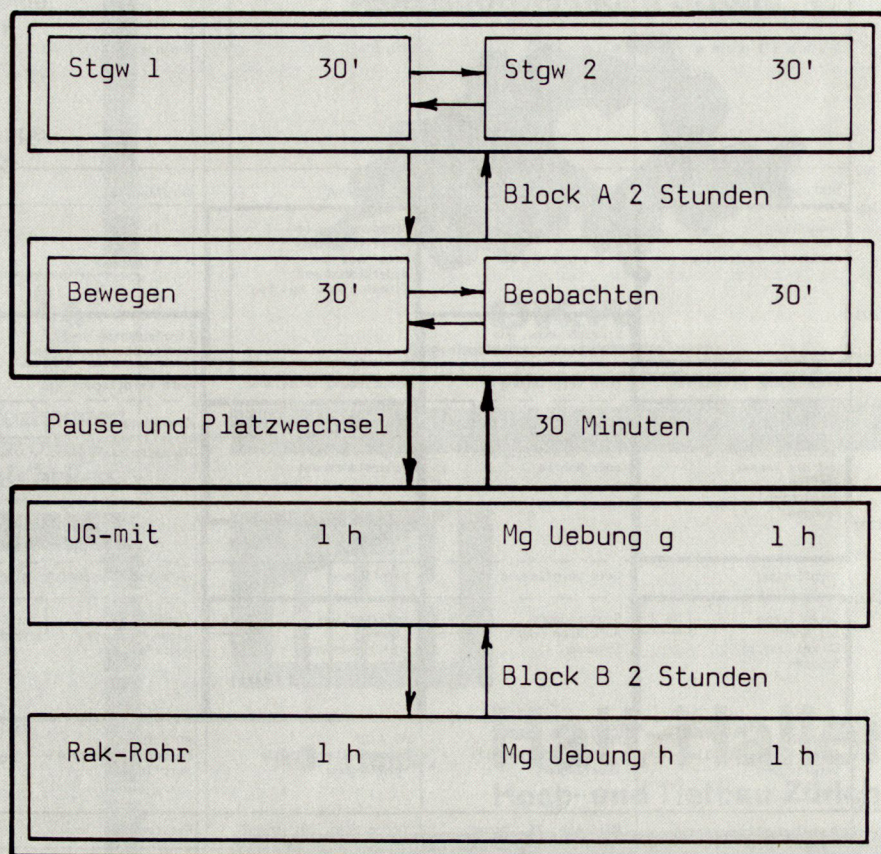 Stgw 1 30' Stgw 2 30'
Block A 2 Stunden
Bewegen 30' Beobachten 30'
Pause und Platzwechsel 30 Minuten
UG-mit 1 h Mg Uebung g 1 h
Block B 2 Stunden
Rak-Rohr 1 h Mg Uebung h 1 h